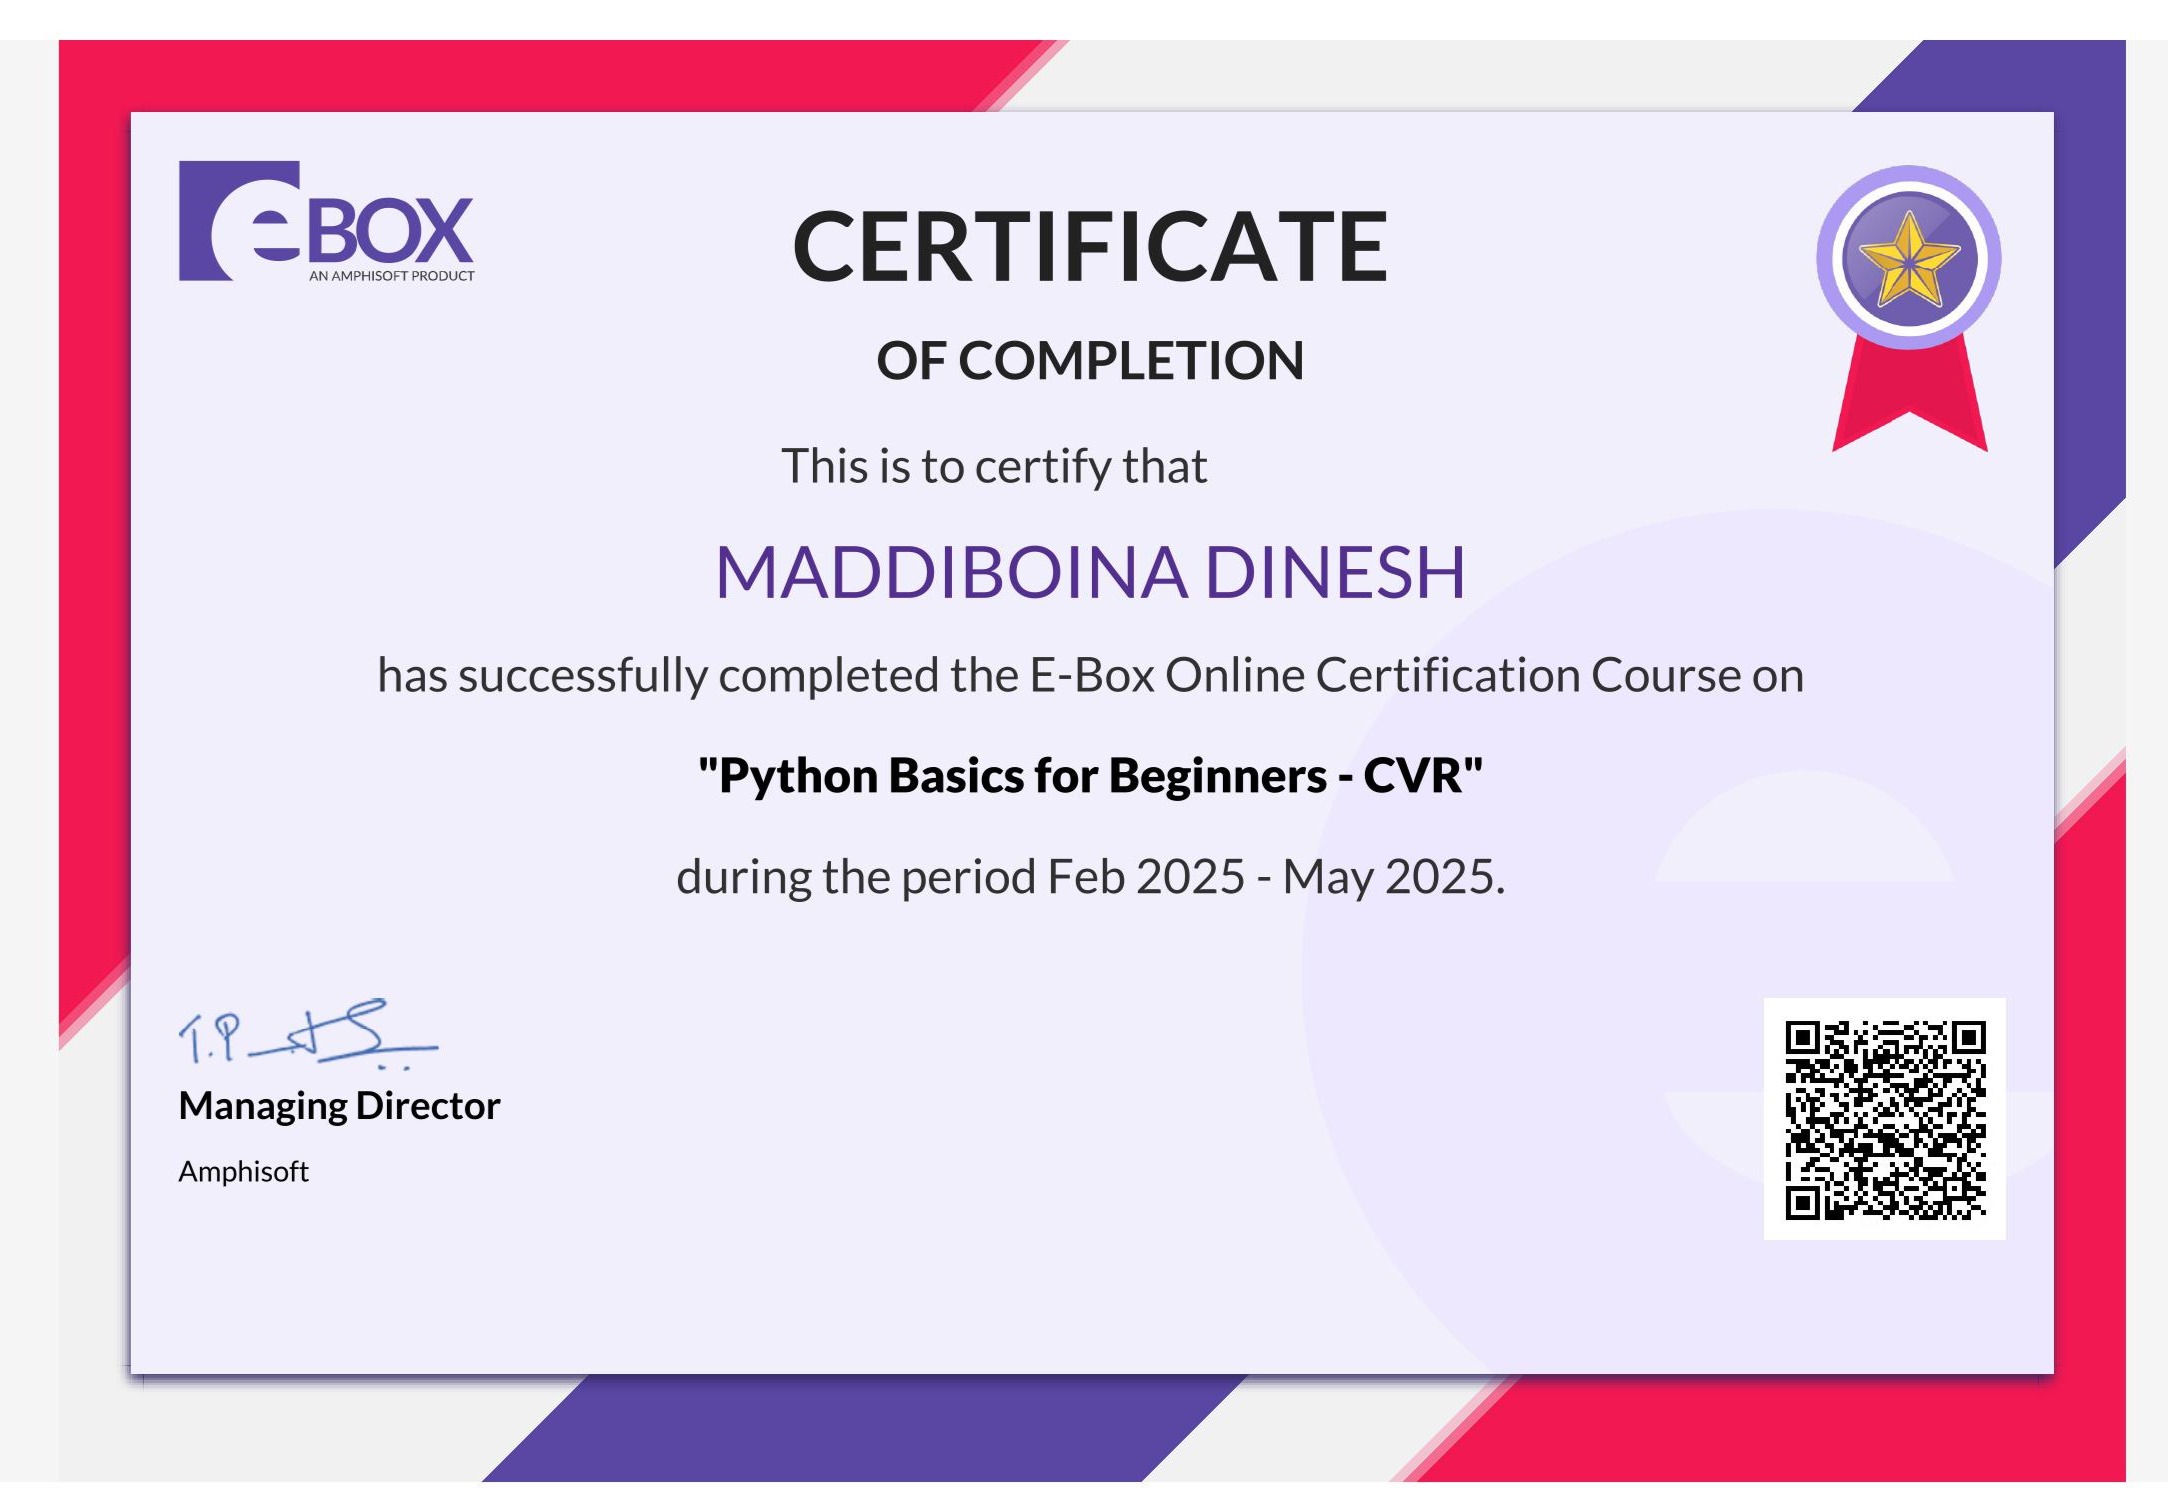 eBOX
AN AMPHISOFT PRODUCT
CERTIFICATE
OF COMPLETION
This is to certify that
MADDIBOINA DINESH
has successfully completed the E-Box Online Certification Course on
"Python Basics for Beginners - CVR"
during the period Feb 2025 - May 2025.
T.P
Managing Director
Amphisoft